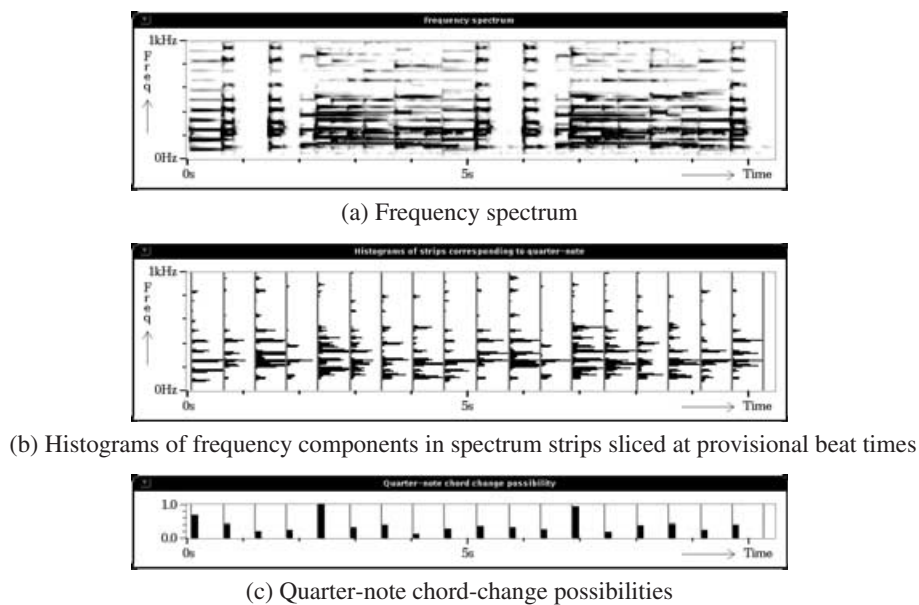 Frequency spectrum
1kHz
Freq
0Hz
0s
5s
Time
(a) Frequency spectrum
Histograms of strips corresponding to quarter-note
1kHz
Freq
0Hz
0s
5s
Time
(b) Histograms of frequency components in spectrum strips sliced at provisional beat times
Quarter-note chord change possibility
1.0
0.0
0s
5s
Time
(c) Quarter-note chord-change possibilities